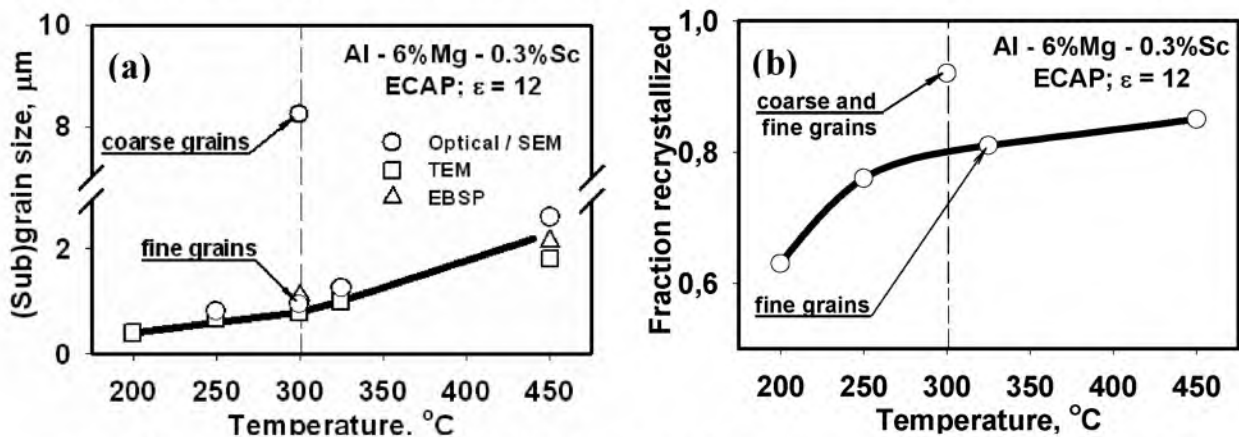 10
(a)
Al - 6%Mg - 0.3%Sc
ECAP; ε = 12
8
coarse grains
Optical / SEM
TEM
EBSP
(Sub)grain size, μm
2
fine grains
0
200 250 300 350 400 450
Temperature, °C
1,0
(b)
Al - 6%Mg - 0.3%Sc
ECAP; ε = 12
coarse and
fine grains
0,8
Fraction recrystallized
0,6
fine grains
200 250 300 350 400 450
Temperature, °C